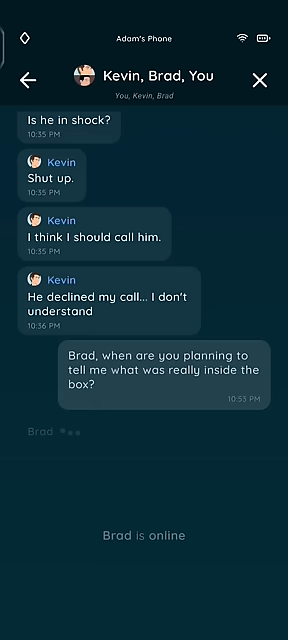 Adam's Phone
Kevin, Brad, You
You, Kevin, Brad
Is he in shock?
10:35 PM
Kevin
Shut up.
10:35 PM
Kevin
I think I should call him.
10:35 PM
Kevin
He declined my call... I don't
understand
10:36 PM
Brad, when are you planning to
tell me what was really inside the
box?
10:53 PM
Brad
Brad is online